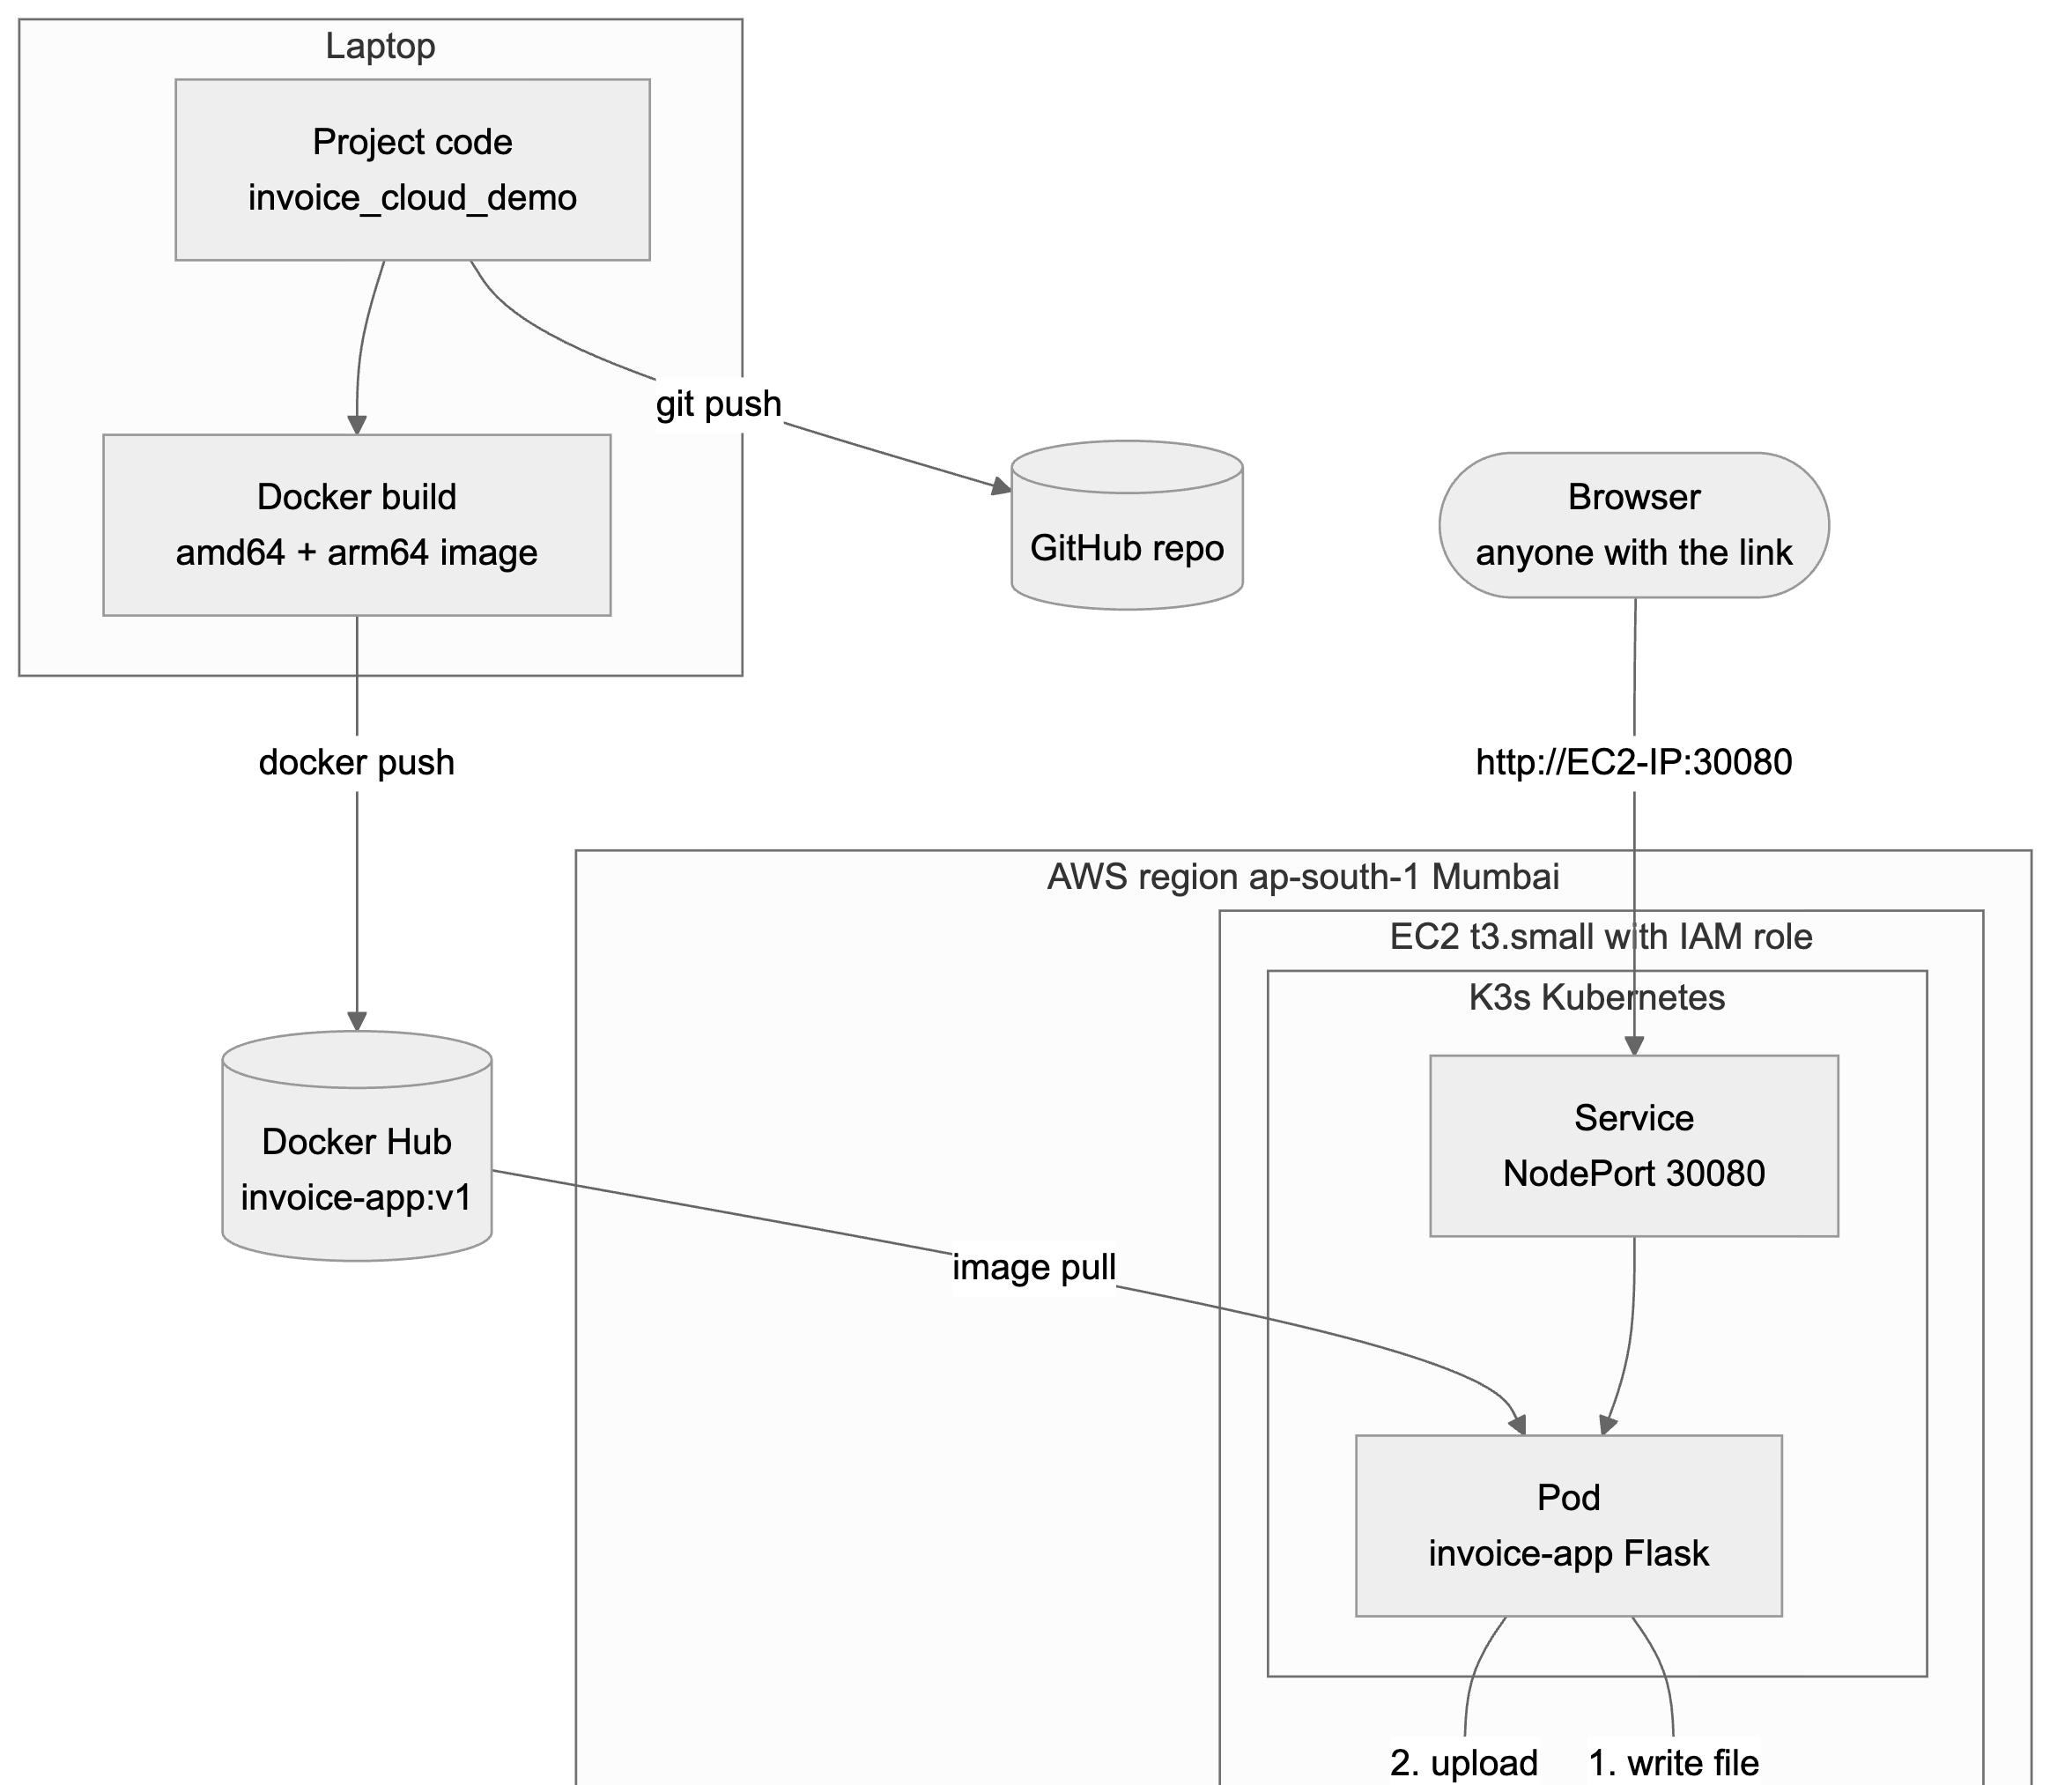 Laptop
Project code
invoice_cloud_demo
git push
Docker build
amd64 + arm64 image
GitHub repo
Browser
anyone with the link
docker push
http://EC2-IP:30080
AWS region ap-south-1 Mumbai
EC2 t3.small with IAM role
K3s Kubernetes
Service
NodePort 30080
Docker Hub
invoice-app:v1
image pull
Pod
invoice-app Flask
2. upload
1. write file